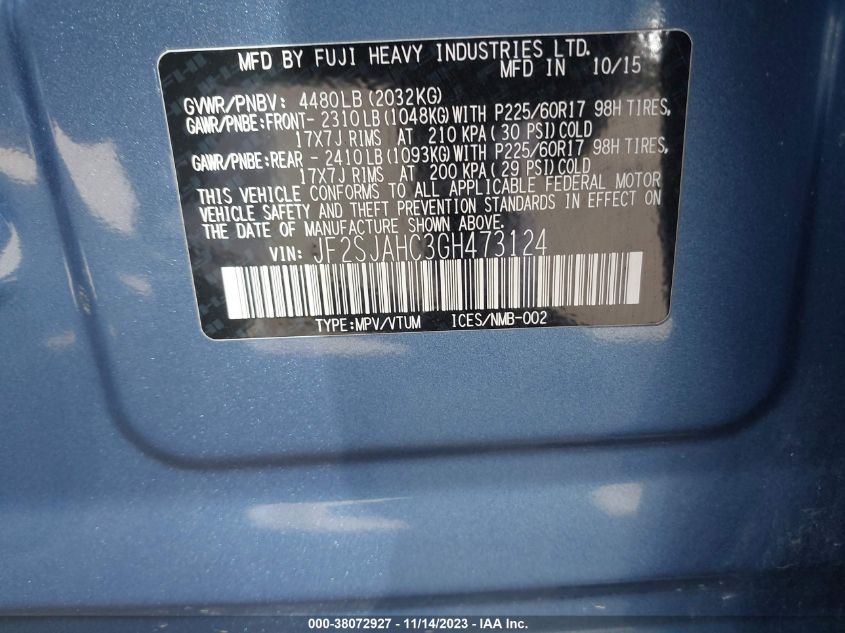 MFD BY FUJI HEAVY INDUSTRIES LTD.
MFD IN 10/15
GVWR/PNBV: 4480LB(2032KG)
GAWR/PNBE:FRONT- 2310LB(1048KG)WITH P225/60R17 98H TIRES,
17X7J RIMS AT 210 KPA(30 PSI)COLD
GAWR/PNBE:REAR - 2410LB(1093KG)WITH P225/60R17 98H TIRES,
17X7J RIMS AT 200 KPA(29 PSI)COLD
THIS VEHICLE CONFORMS TO ALL APPLICABLE FEDERAL MOTOR
VEHICLE SAFETY AND THEFT PREVENTION STANDARDS IN EFFECT ON
THE DATE OF MANUFACTURE SHOWN ABOVE.
VIN: JF2SJAHC3GH473124
TYPE:MPV/VTUM ICES/NMB-002
000-38072927 - 11/14/2023 - IAA Inc.